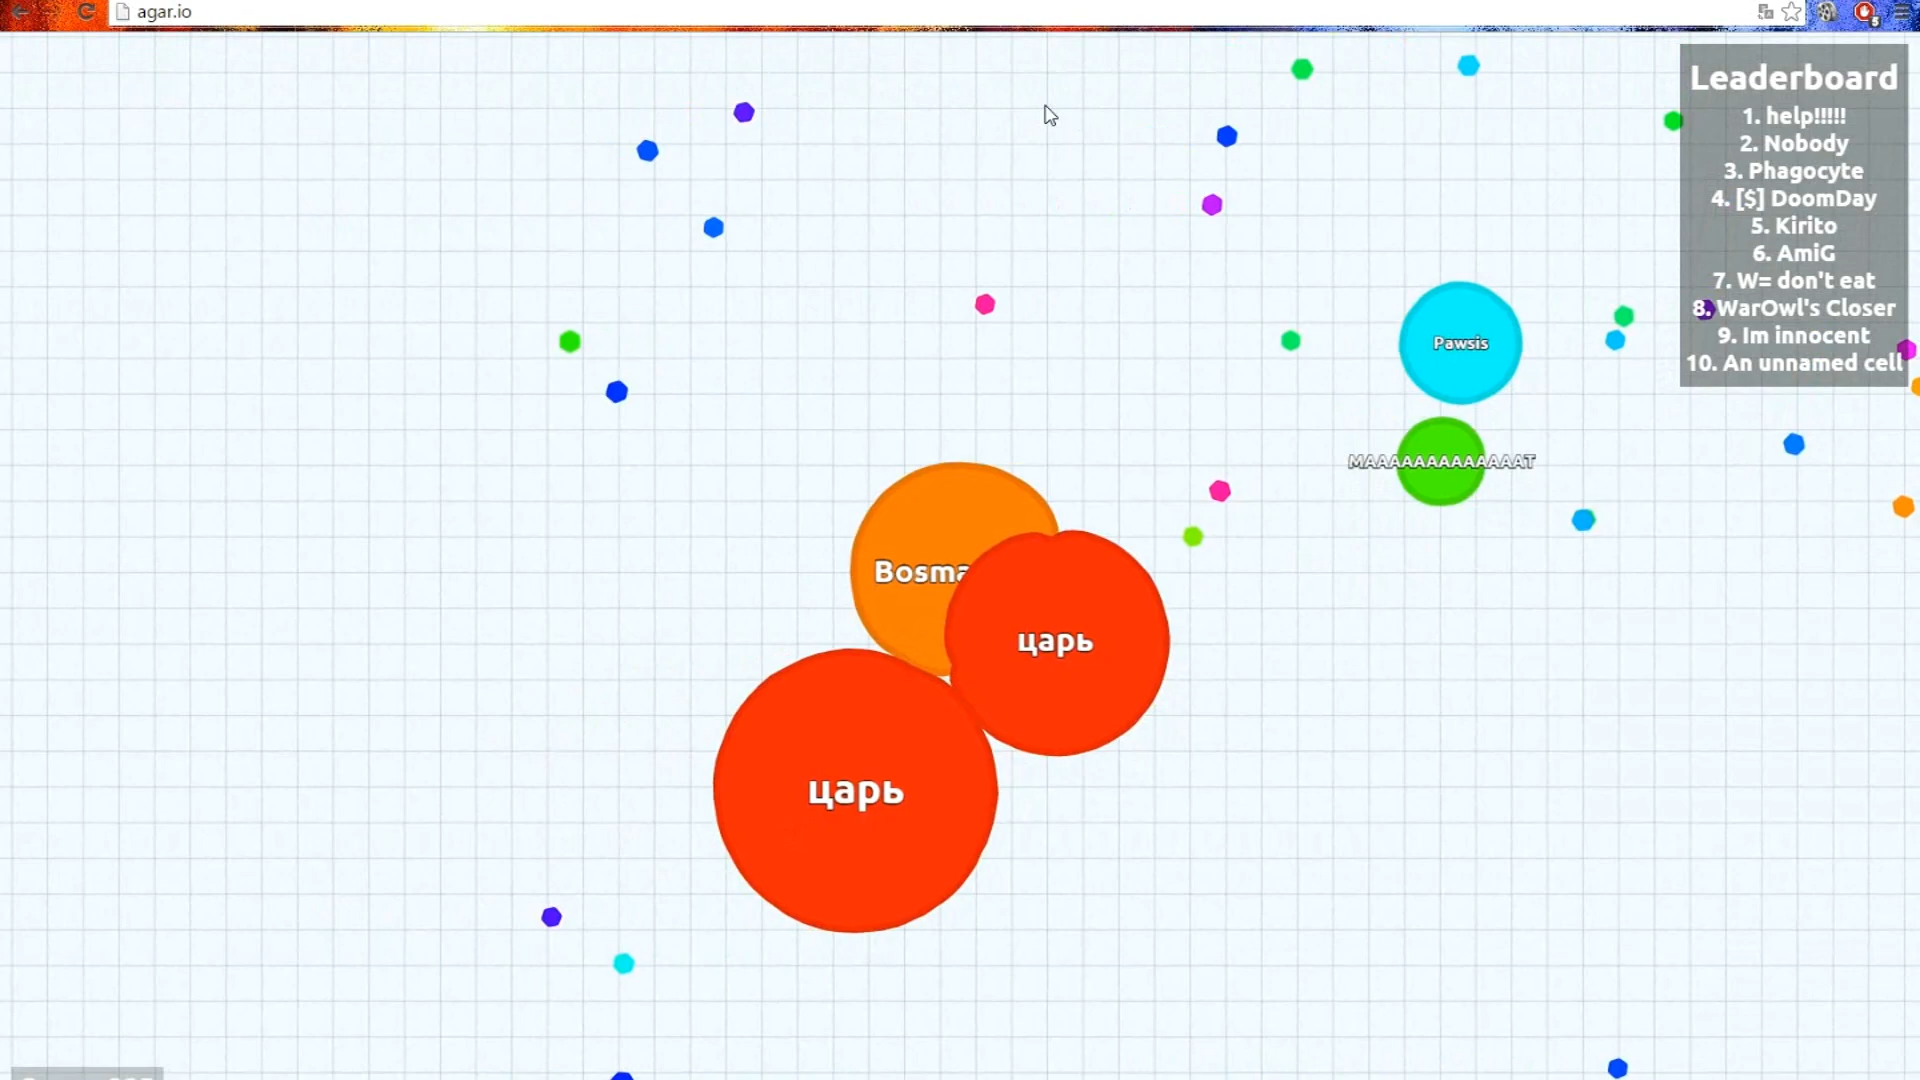 agar.io
5
Leaderboard
1. help!!!!!
2. Nobody
3. Phagocyte
4. [$] DoomDay
5. Kirito
6. AmiG
7. W= don't eat
8. WarOwl's Closer
9. Im innocent
10. An unnamed cell
Pawsis
MAAAAAAAAAAAAAT
Bosma
царь
царь